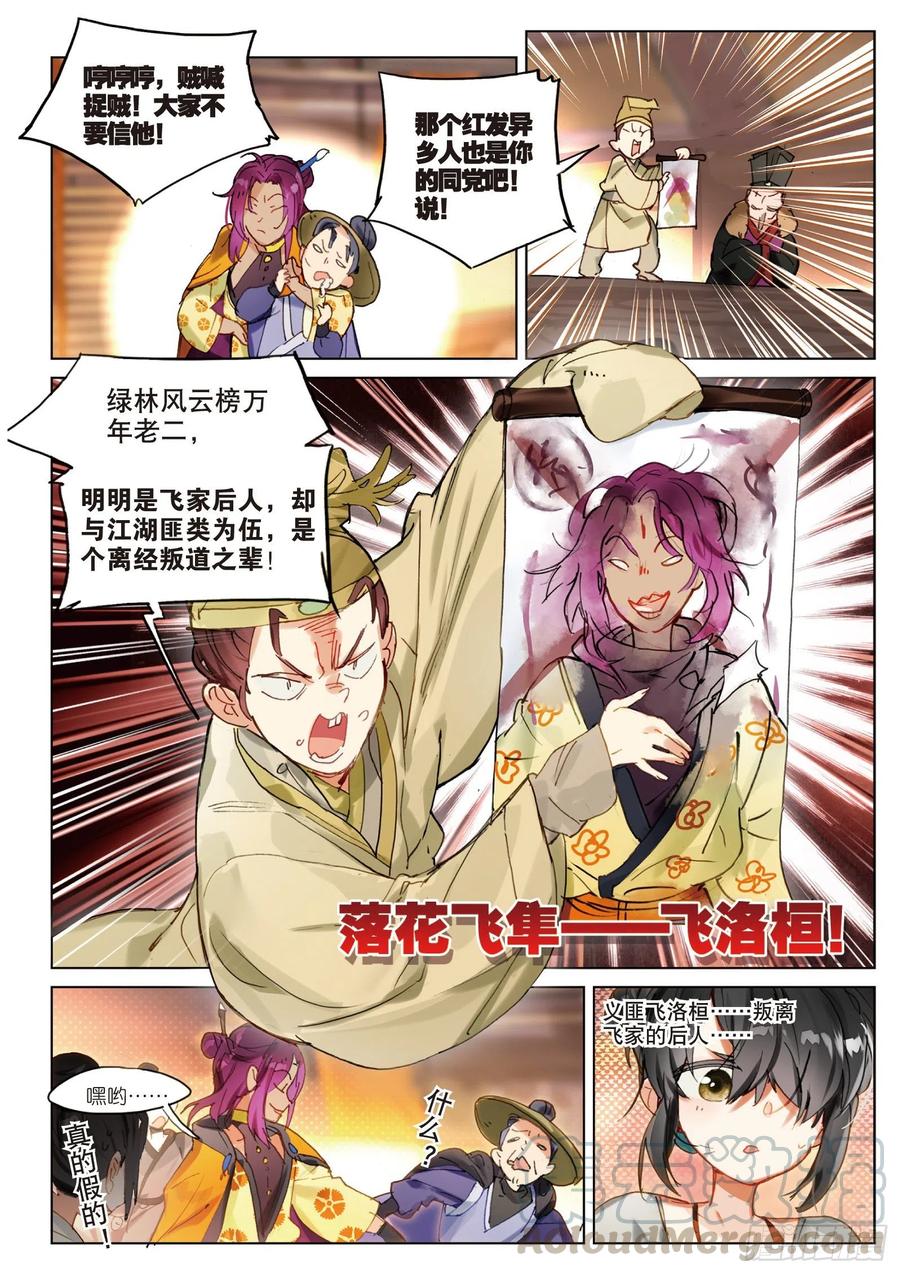 哼哼哼，贼喊
捉贼！大家不
要信他！
那个红发异
乡人也是你
的同党吧！
说！
绿林风云榜万
年老二，
明明是飞家后人，却
与江湖匪类为伍，是
个离经叛道之辈！
落花飞隼——飞洛桓！
嘿哟……
真的假的！
什么？
义匪飞洛桓……叛离
飞家的后人……
AcloudMerge.com